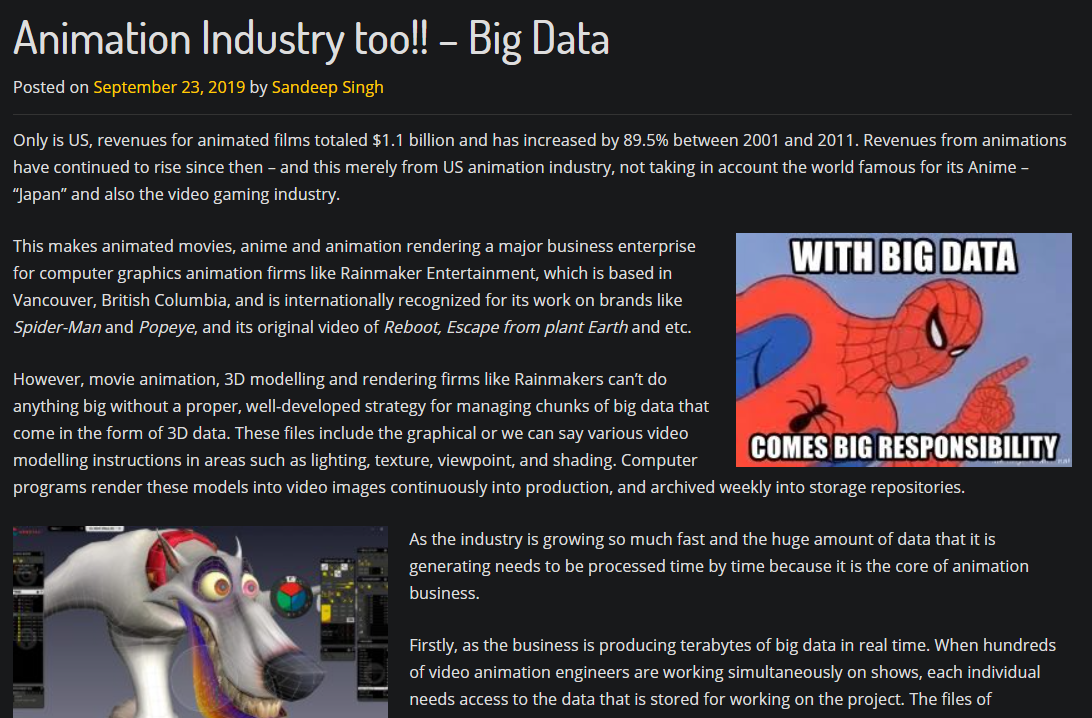 Animation Industry too!! – Big Data
Posted on September 23, 2019 by Sandeep Singh
Only is US, revenues for animated films totaled $1.1 billion and has increased by 89.5% between 2001 and 2011. Revenues from animations
have continued to rise since then – and this merely from US animation industry, not taking in account the world famous for its Anime –
“Japan” and also the video gaming industry.
This makes animated movies, anime and animation rendering a major business enterprise
for computer graphics animation firms like Rainmaker Entertainment, which is based in
Vancouver, British Columbia, and is internationally recognized for its work on brands like
Spider-Man and Popeye, and its original video of Reboot, Escape from plant Earth and etc.
WITH BIG DATA
COMES BIG RESPONSIBILITY
However, movie animation, 3D modelling and rendering firms like Rainmakers can’t do
anything big without a proper, well-developed strategy for managing chunks of big data that
come in the form of 3D data. These files include the graphical or we can say various video
modelling instructions in areas such as lighting, texture, viewpoint, and shading. Computer
programs render these models into video images continuously into production, and archived weekly into storage repositories.
As the industry is growing so much fast and the huge amount of data that it is
generating needs to be processed time by time because it is the core of animation
business.
Firstly, as the business is producing terabytes of big data in real time. When hundreds
of video animation engineers are working simultaneously on shows, each individual
needs access to the data that is stored for working on the project. The files of